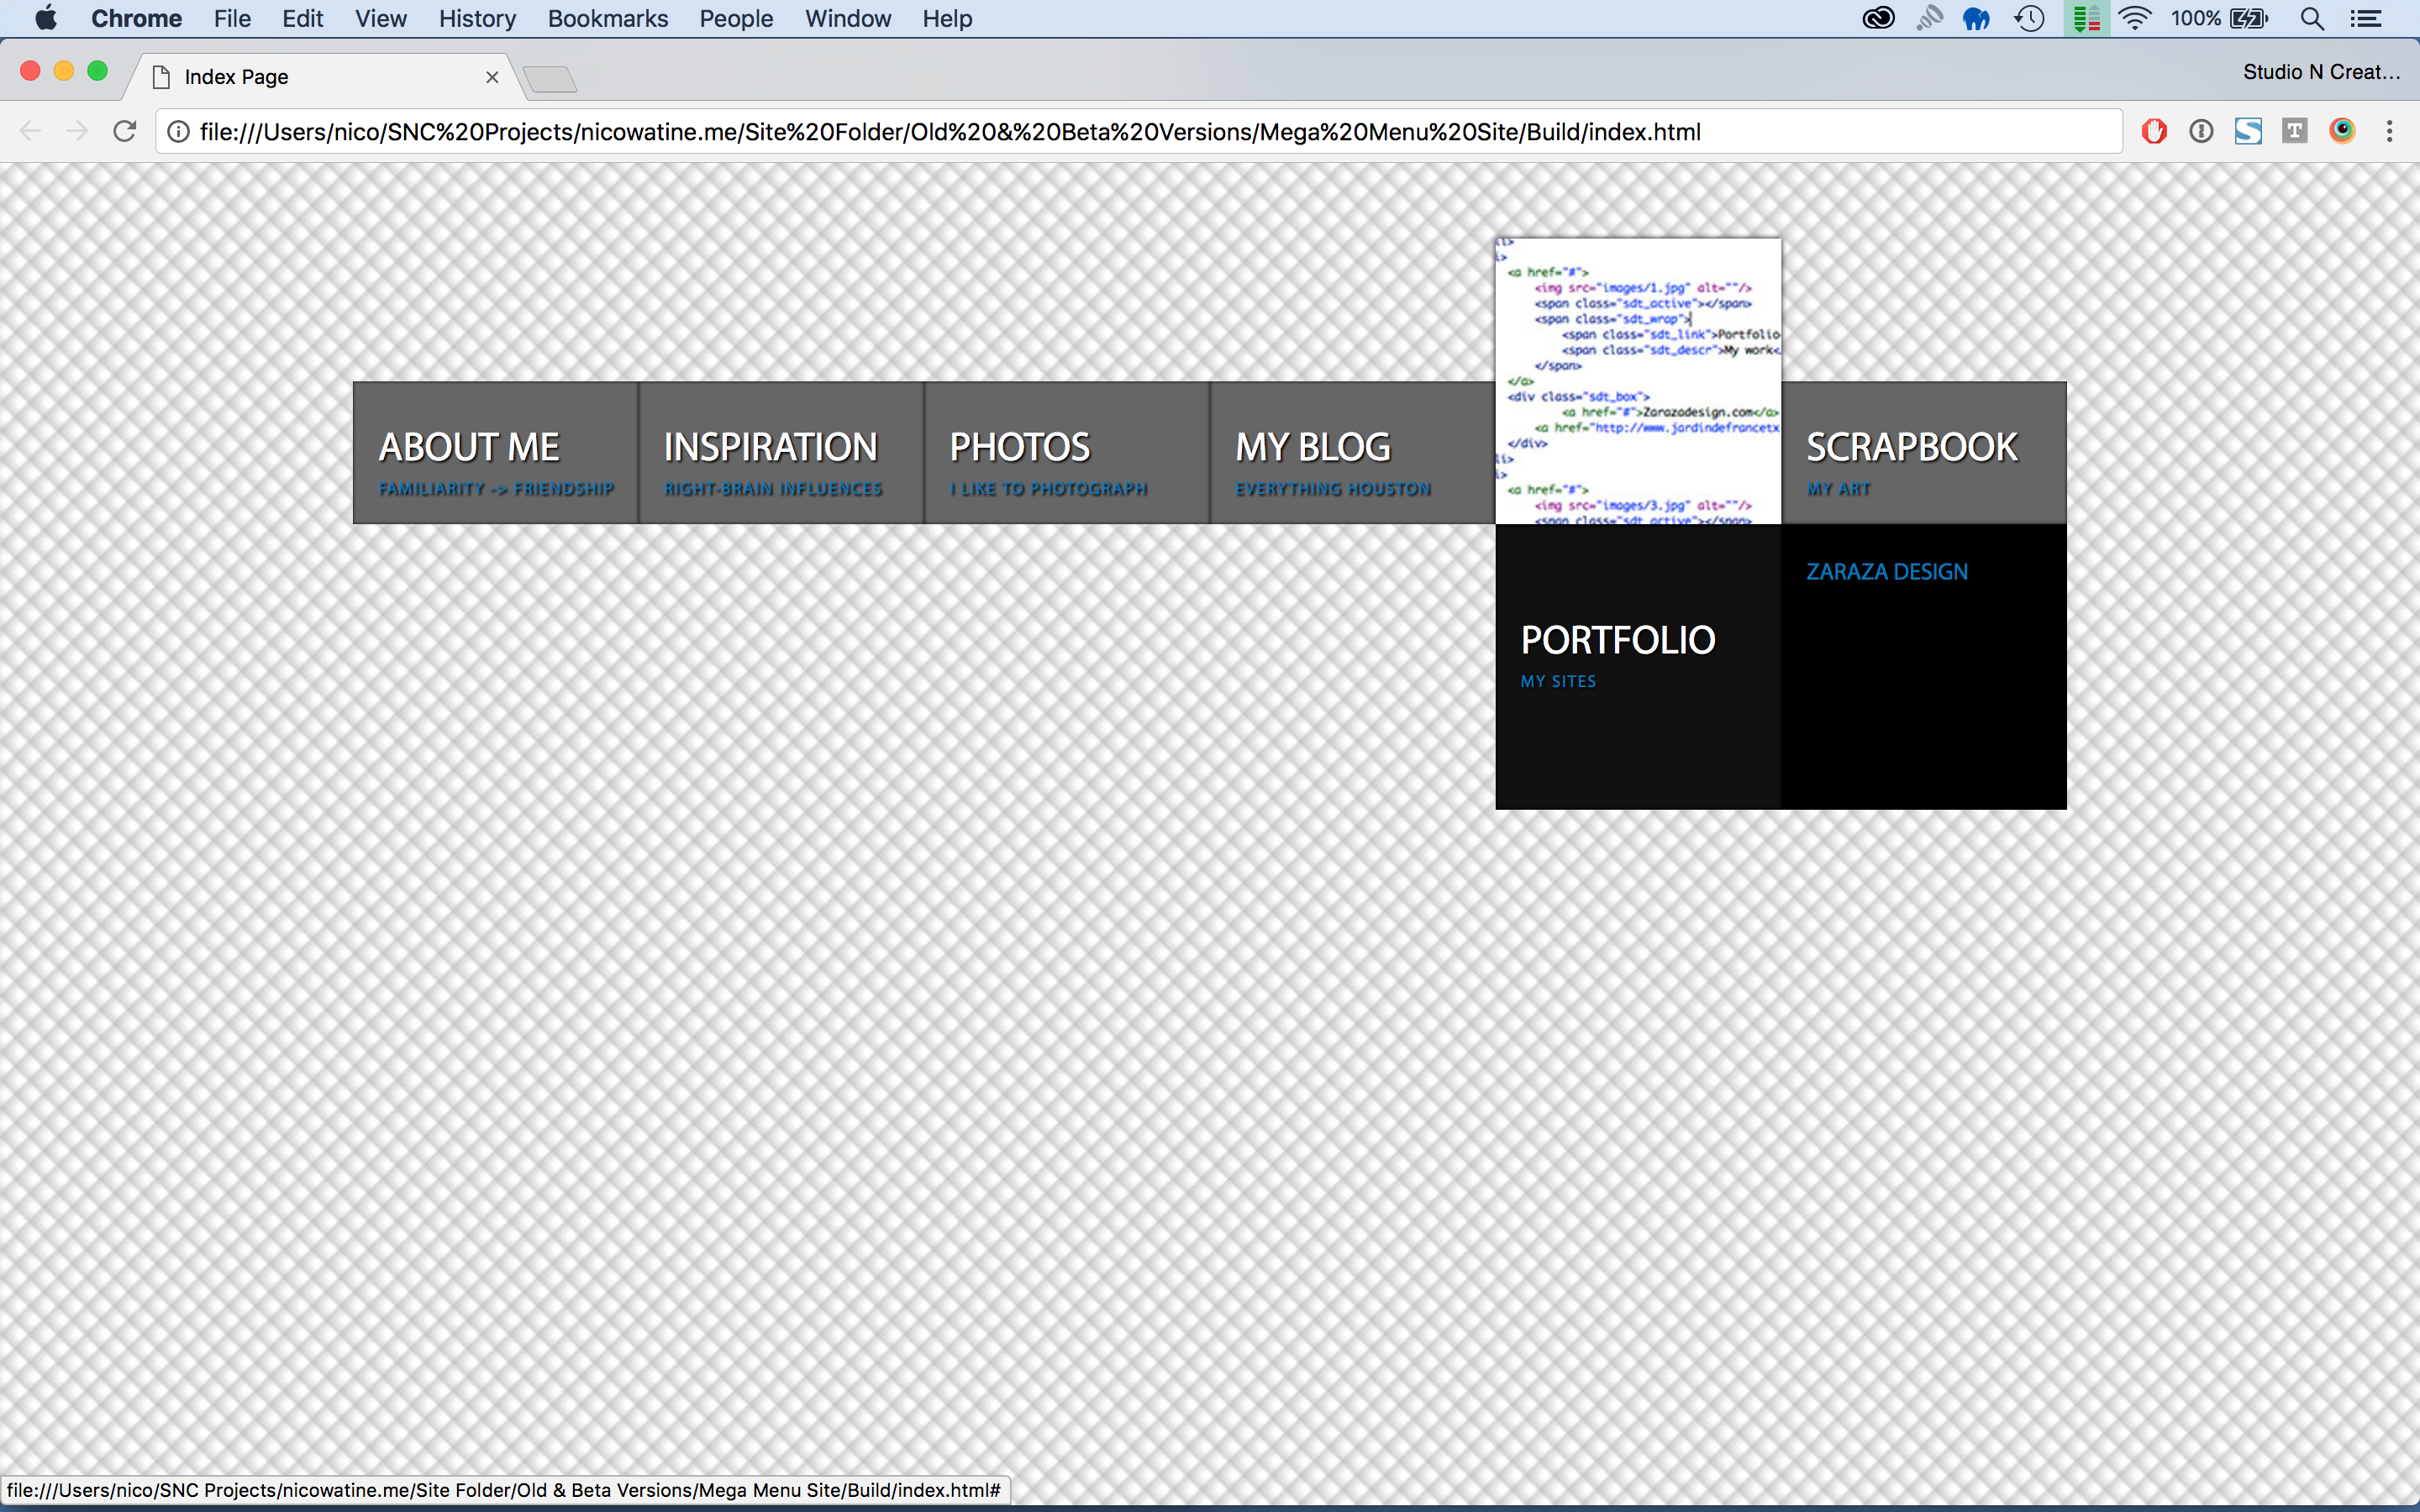 Chrome File Edit View History Bookmarks People Window Help 100%
Index Page
Studio N Creat...
file:///Users/nico/SNC%20Projects/nicowatine.me/Site%20Folder/Old%20&%20Beta%20Versions/Mega%20Menu%20Site/Build/index.html
<a href="#">
<img src="images/1.jpg" alt=""/>
<span class="sdt_active"></span>
<span class="sdt_wrap">
<span class="sdt_link">Portfolio
<span class="sdt_descr">My work<
</span>
</a>
<div class="sdt_box">
<a href="#">Zarazadesign.com</a>
<a href="http://www.jardindefrancetx
</div>
li>
i>
<a href="#">
<img src="images/3.jpg" alt=""/>
<span class="sdt_active"></span>
ABOUT ME
FAMILIARITY -> FRIENDSHIP
INSPIRATION
RIGHT-BRAIN INFLUENCES
PHOTOS
I LIKE TO PHOTOGRAPH
MY BLOG
EVERYTHING HOUSTON
SCRAPBOOK
MY ART
PORTFOLIO
MY SITES
ZARAZA DESIGN
file:///Users/nico/SNC Projects/nicowatine.me/Site Folder/Old & Beta Versions/Mega Menu Site/Build/index.html#